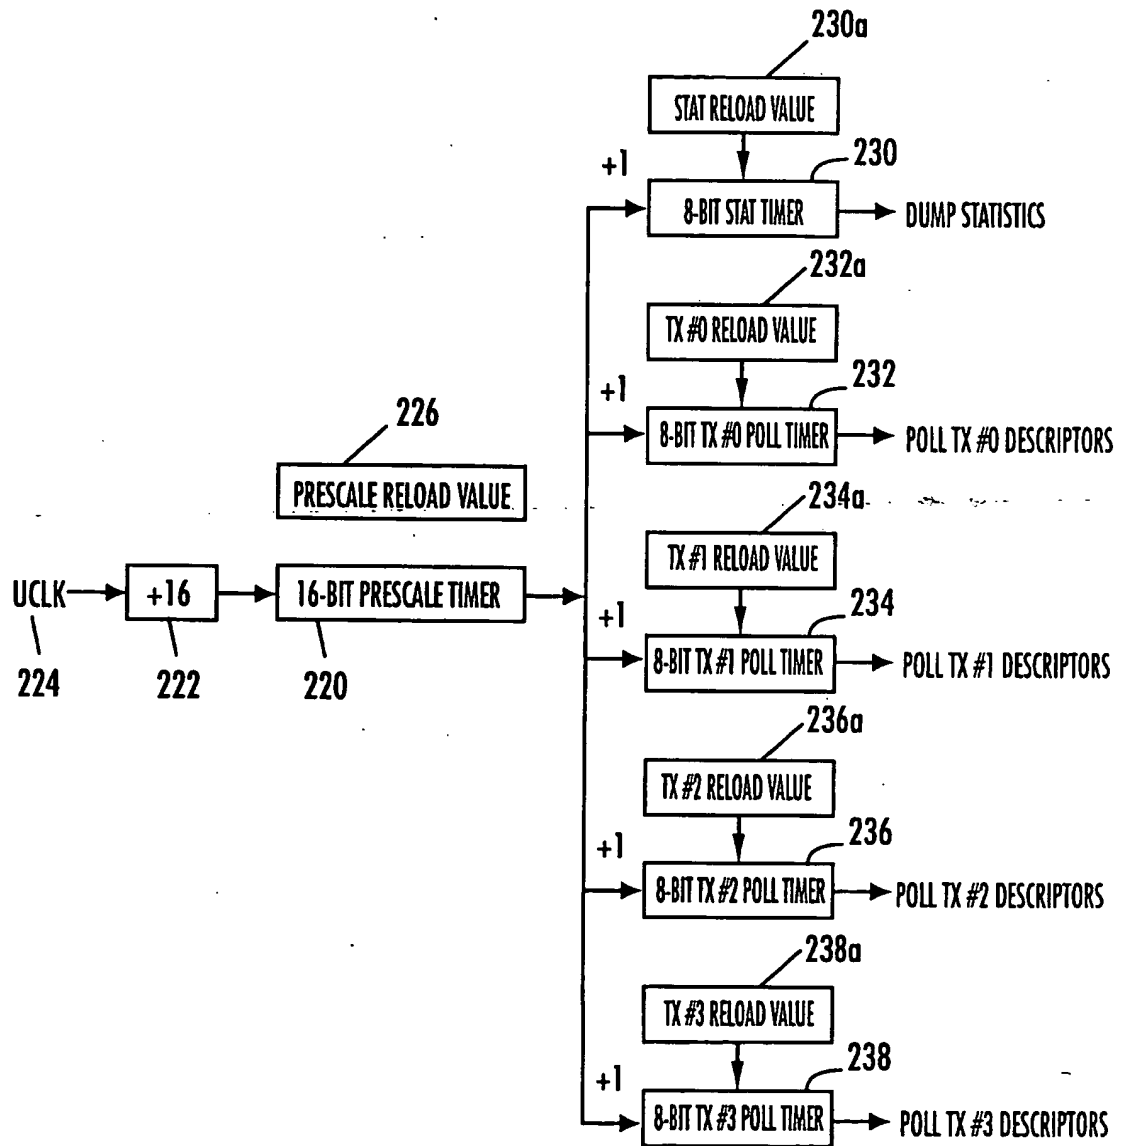 230a
STAT RELOAD VALUE
+1
230
8-BIT STAT TIMER
DUMP STATISTICS
232a
TX #0 RELOAD VALUE
+1
232
8-BIT TX #0 POLL TIMER
POLL TX #0 DESCRIPTORS
226
PRESCALE RELOAD VALUE
234a
TX #1 RELOAD VALUE
UCLK
+16
16-BIT PRESCALE TIMER
+1
234
8-BIT TX #1 POLL TIMER
POLL TX #1 DESCRIPTORS
224
222
220
236a
TX #2 RELOAD VALUE
+1
236
8-BIT TX #2 POLL TIMER
POLL TX #2 DESCRIPTORS
238a
TX #3 RELOAD VALUE
+1
238
8-BIT TX #3 POLL TIMER
POLL TX #3 DESCRIPTORS